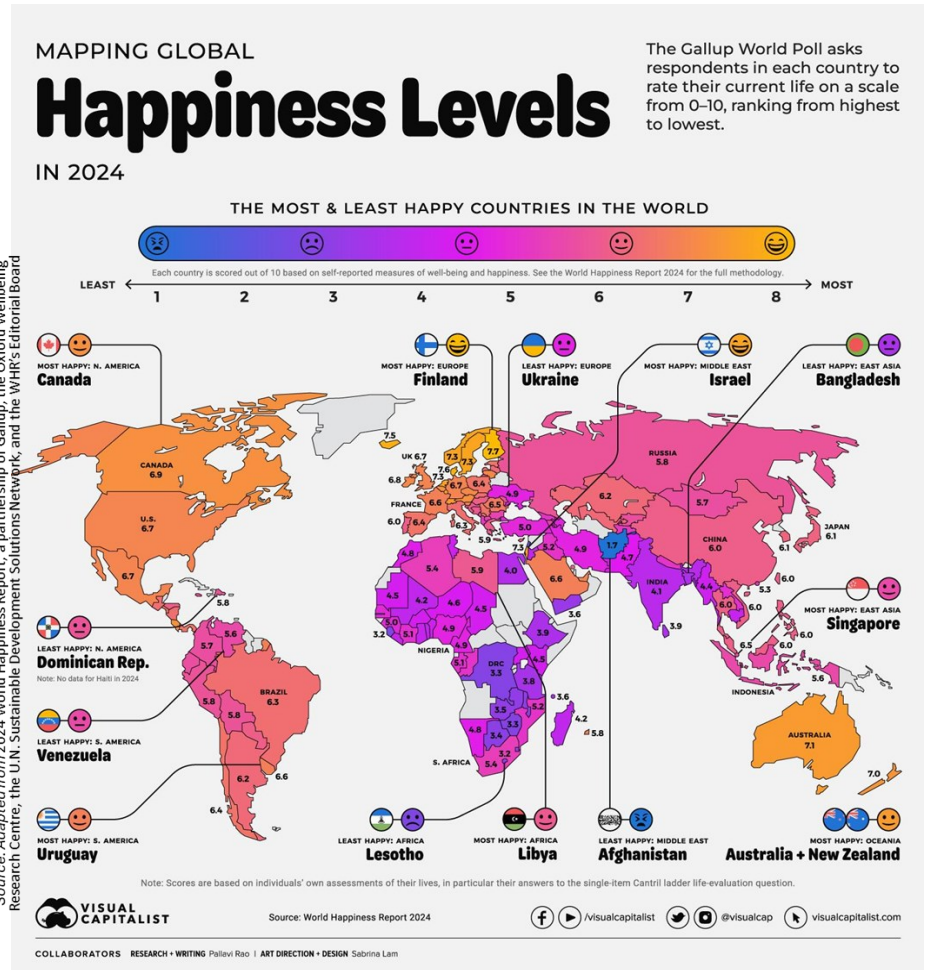 MAPPING GLOBAL
Happiness Levels
IN 2024
The Gallup World Poll asks
respondents in each country to
rate their current life on a scale
from 0–10, ranking from highest
to lowest.
THE MOST & LEAST HAPPY COUNTRIES IN THE WORLD
Each country is scored out of 10 based on self-reported measures of well-being and happiness. See the World Happiness Report 2024 for the full methodology.
LEAST
MOST
1 2 3 4 5 6 7 8
MOST HAPPY: N. AMERICA
Canada
MOST HAPPY: EUROPE
Finland
LEAST HAPPY: EUROPE
Ukraine
MOST HAPPY: MIDDLE EAST
Israel
LEAST HAPPY: EAST ASIA
Bangladesh
CANADA
6.9
U.S.
6.7
6.7
5.8
5.6
5.7
BRAZIL
6.3
5.8
5.8
6.2
6.6
6.4
7.5
UK 6.7
6.8
7.3
7.6
7.3
7.3
7.7
6.7
6.4
FRANCE
6.6
6.5
4.9
6.0
6.4
6.3
5.9
5.0
7.3
5.2
RUSSIA
5.8
6.2
5.7
CHINA
6.0
JAPAN
6.1
6.1
4.9
1.7
4.7
INDIA
4.1
3.9
4.4
6.0
6.0
5.3
6.0
6.0
6.0
6.5
5.6
INDONESIA
4.8
5.4
5.9
4.0
6.6
3.6
4.5
4.2
4.6
4.5
5.0
3.2
5.1
4.9
NIGERIA
4.9
5.1
3.9
4.5
DRC
3.3
3.8
3.5
5.2
3.3
3.4
4.8
3.2
5.4
S. AFRICA
3.6
4.2
5.8
AUSTRALIA
7.1
7.0
LEAST HAPPY: N. AMERICA
Dominican Rep.
Note: No data for Haiti in 2024
LEAST HAPPY: S. AMERICA
Venezuela
MOST HAPPY: S. AMERICA
Uruguay
MOST HAPPY: EAST ASIA
Singapore
LEAST HAPPY: AFRICA
Lesotho
MOST HAPPY: AFRICA
Libya
LEAST HAPPY: MIDDLE EAST
Afghanistan
MOST HAPPY: OCEANIA
Australia + New Zealand
Note: Scores are based on individuals' own assessments of their lives, in particular their answers to the single-item Cantril ladder life-evaluation question.
VISUAL
CAPITALIST
Source: World Happiness Report 2024
/visualcapitalist
@visualcap
visualcapitalist.com
COLLABORATORS RESEARCH + WRITING Pallavi Rao | ART DIRECTION + DESIGN Sabrina Lam
Source: Adapted from 2024 World Happiness Report, a partnership of Gallup, the Oxford Wellbeing
Research Centre, the U.N. Sustainable Development Solutions Network, and the WHR's Editorial Board